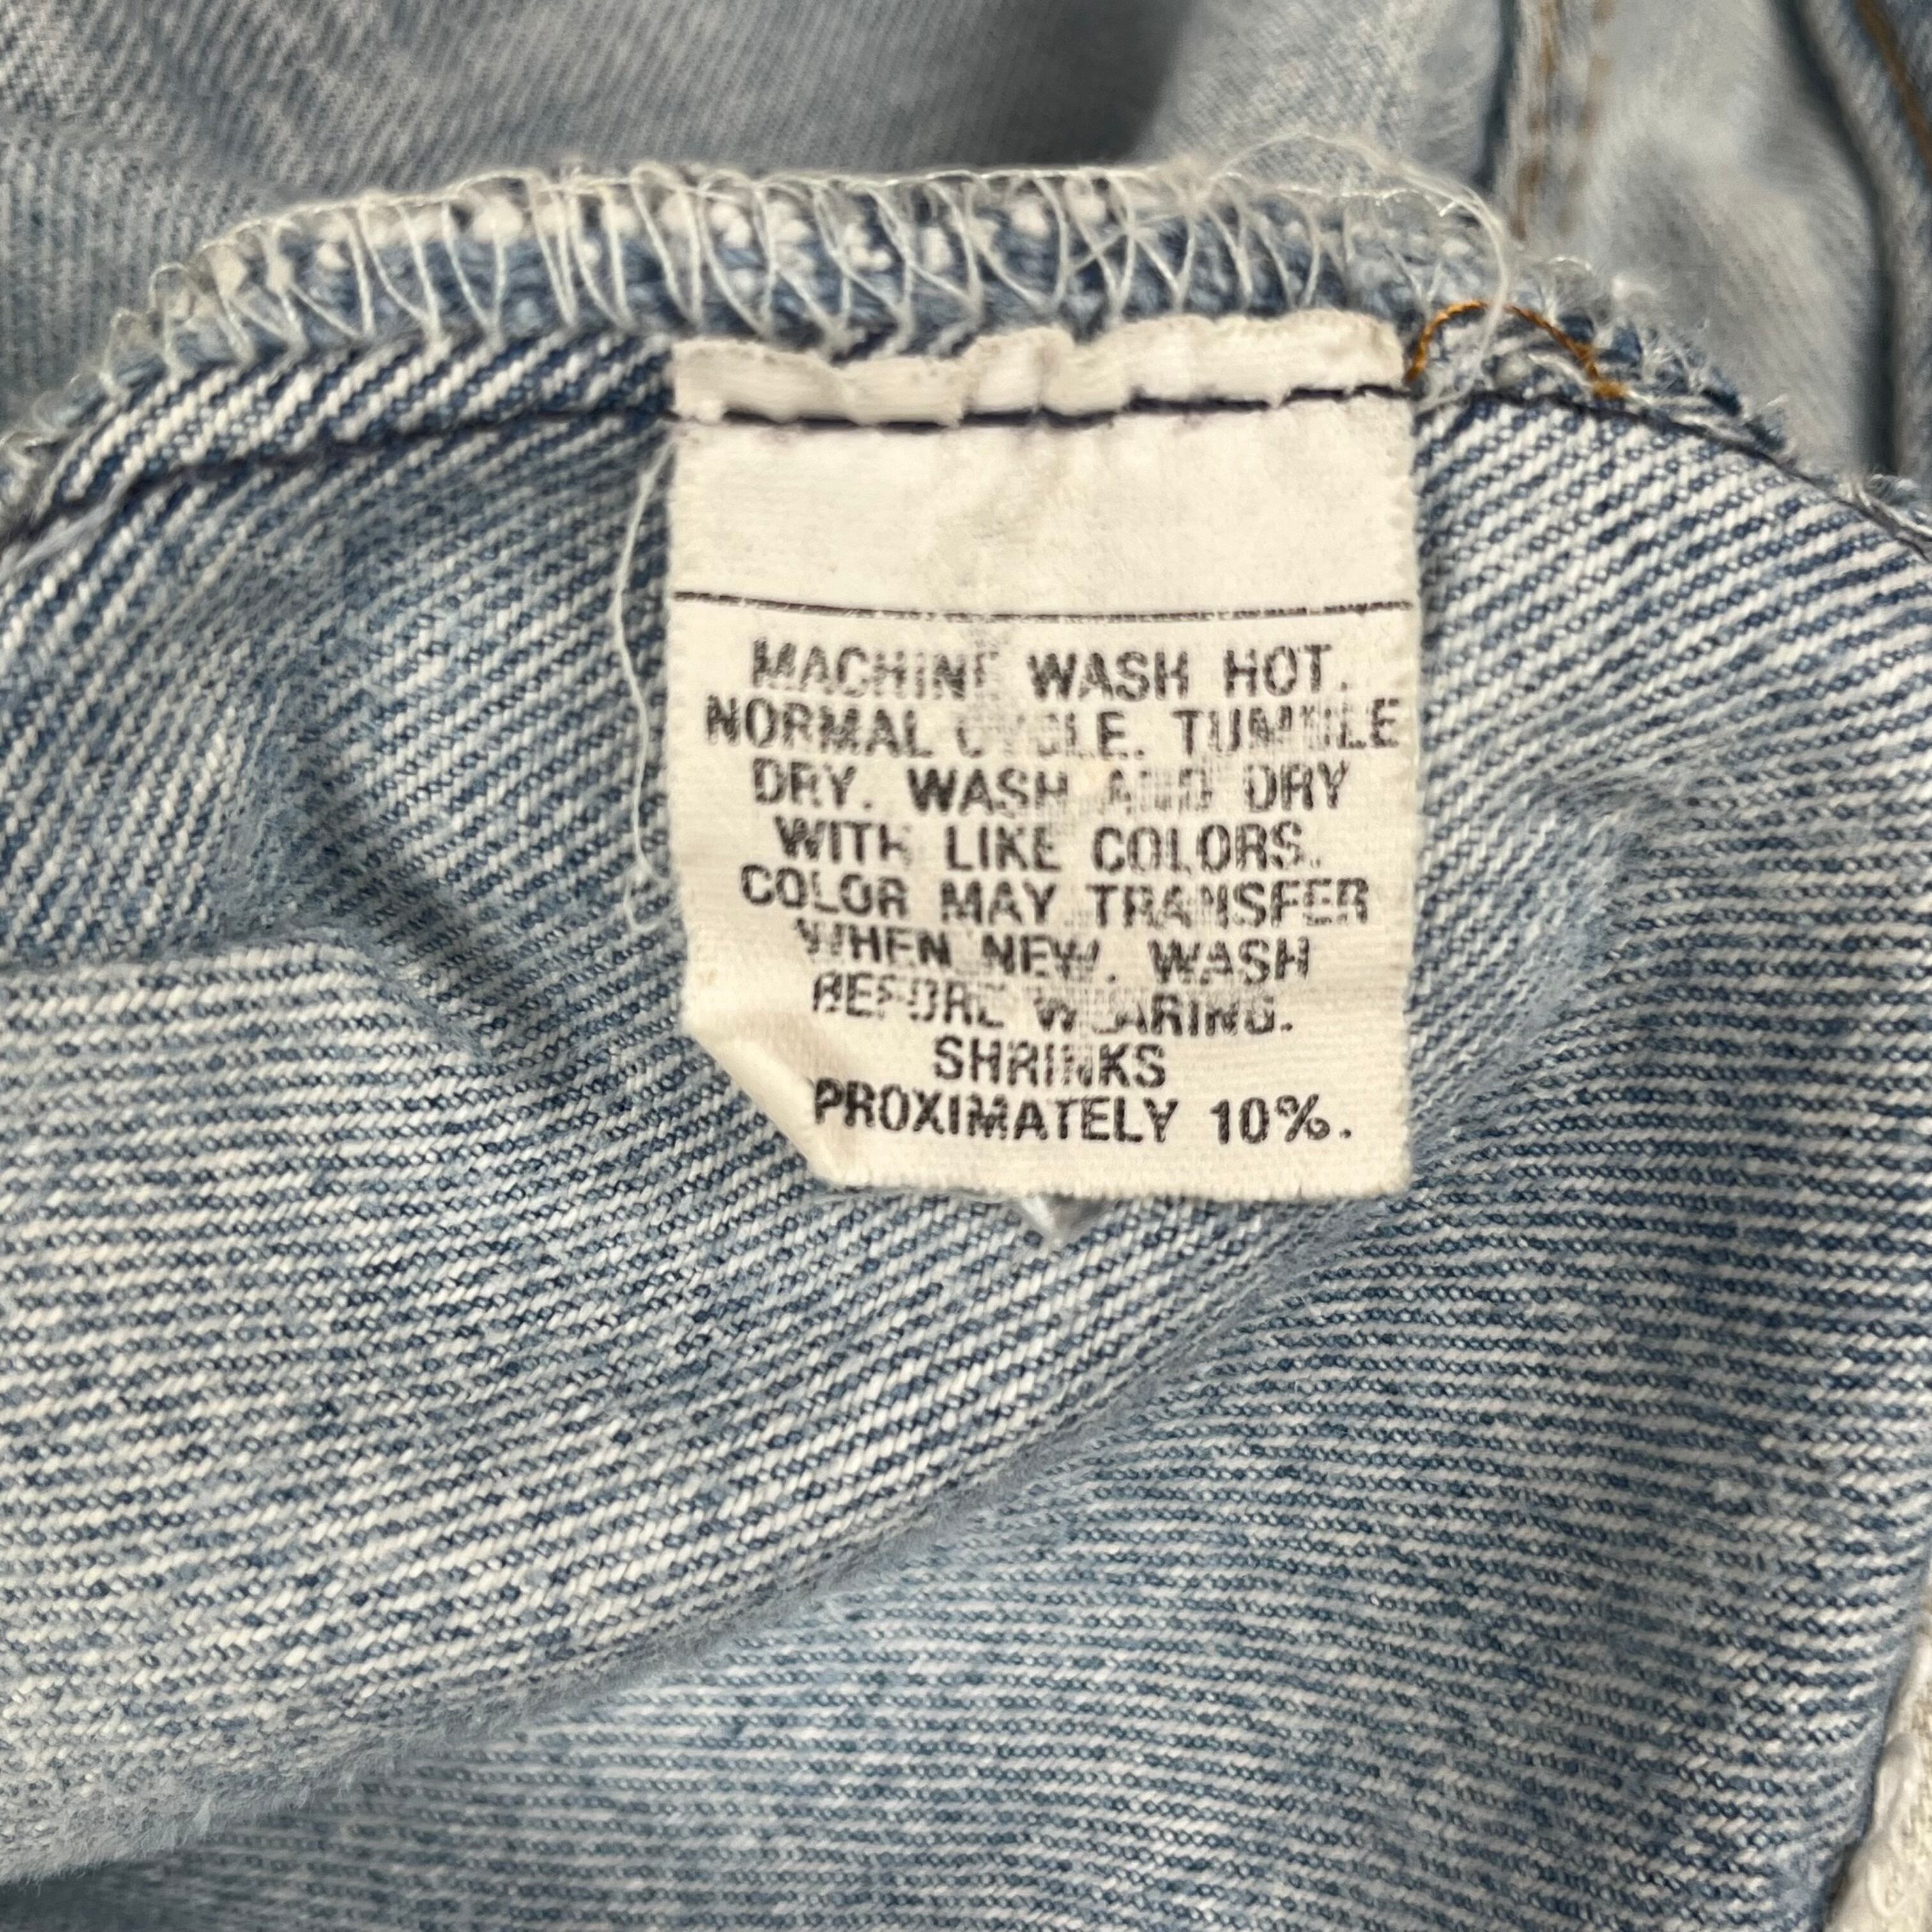 MACHINE WASH HOT.
NORMAL CYCLE. TUMBLE
DRY. WASH AND DRY
WITH LIKE COLORS.
COLOR MAY TRANSFER
WHEN NEW. WASH
BEFORE WEARING.
SHRINKS
PROXIMATELY 10%.